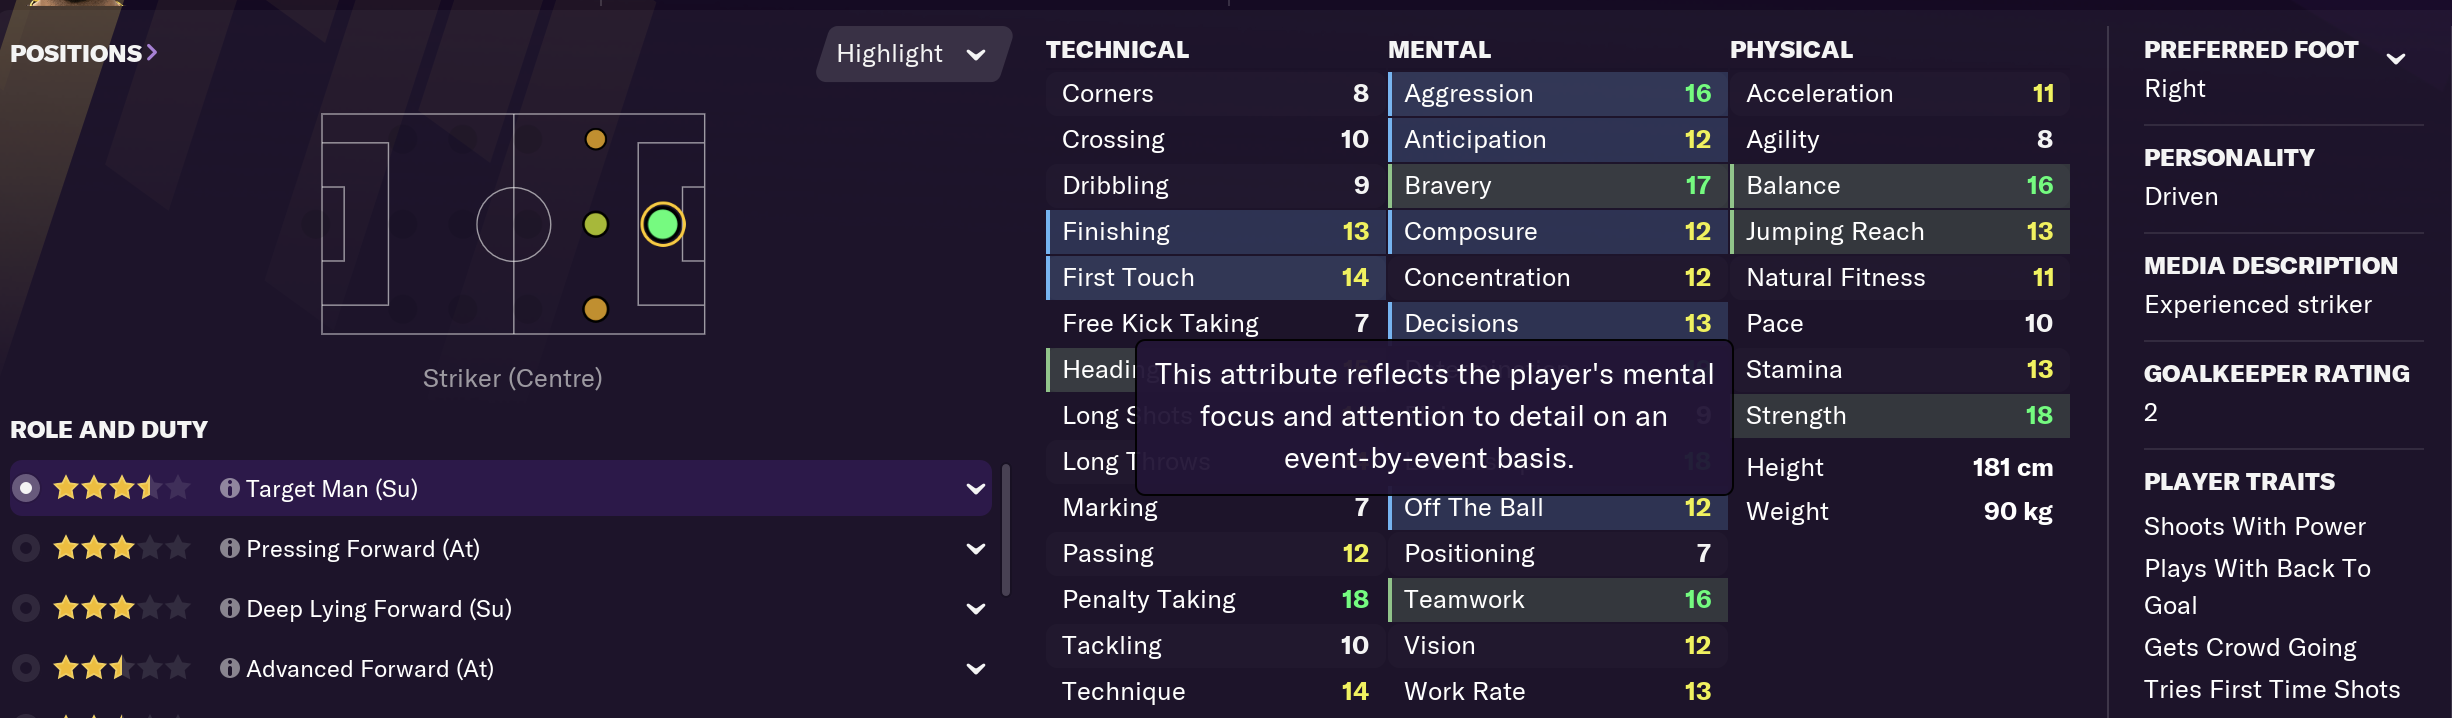 POSITIONS
Highlight
Striker (Centre)
ROLE AND DUTY
Target Man (Su)
Pressing Forward (At)
Deep Lying Forward (Su)
Advanced Forward (At)
TECHNICAL
Corners 8
Crossing 10
Dribbling 9
Finishing 13
First Touch 14
Free Kick Taking 7
Heading
Long Shots
Long Throws
Marking 7
Passing 12
Penalty Taking 18
Tackling 10
Technique 14
MENTAL
Aggression 16
Anticipation 12
Bravery 17
Composure 12
Concentration 12
Decisions 13
This attribute reflects the player's mental
focus and attention to detail on an
event-by-event basis.
9
18
Off The Ball 12
Positioning 7
Teamwork 16
Vision 12
Work Rate 13
PHYSICAL
Acceleration 11
Agility 8
Balance 16
Jumping Reach 13
Natural Fitness 11
Pace 10
Stamina 13
Strength 18
Height 181 cm
Weight 90 kg
PREFERRED FOOT
Right
PERSONALITY
Driven
MEDIA DESCRIPTION
Experienced striker
GOALKEEPER RATING
2
PLAYER TRAITS
Shoots With Power
Plays With Back To
Goal
Gets Crowd Going
Tries First Time Shots